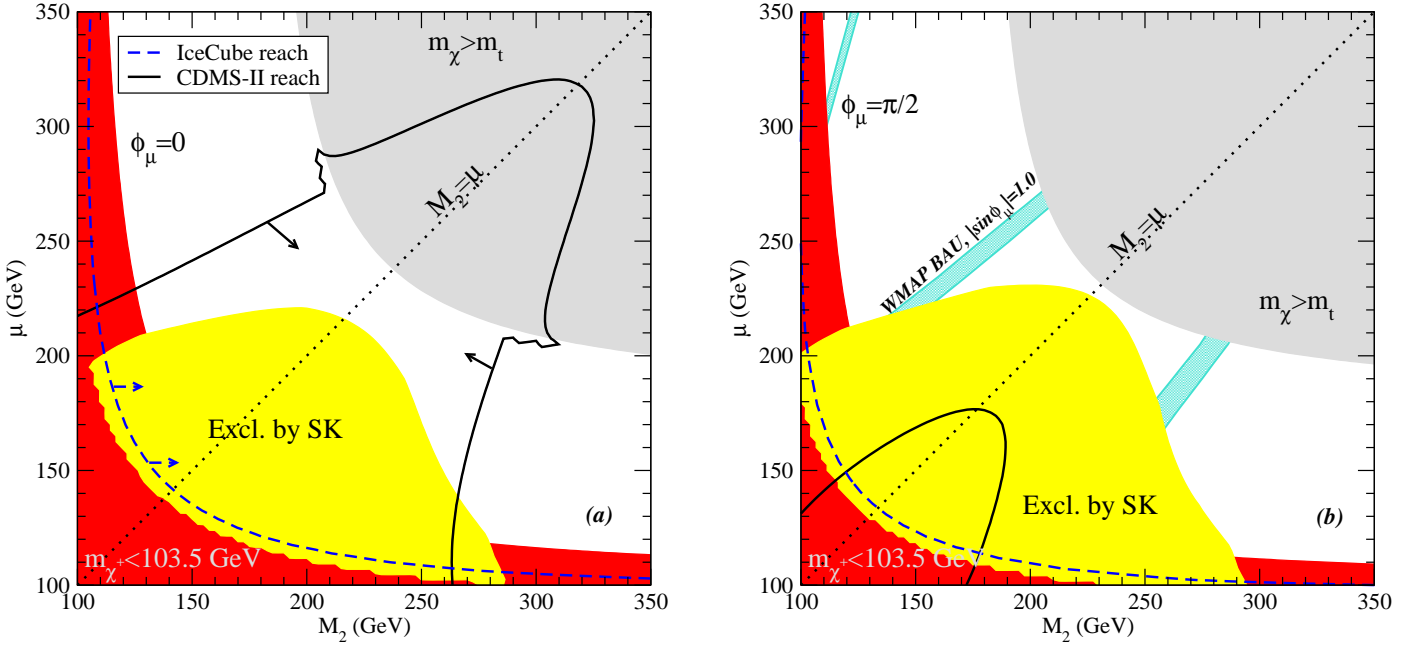 350
300
250
200
150
100
μ (GeV)
IceCube reach
CDMS-II reach
m_χ>m_t
ϕ_μ=0
M_2=μ
Excl. by SK
(a)
m_χ+<103.5 GeV
100 150 200 250 300 350
M_2 (GeV)
350
300
250
200
150
100
μ (GeV)
ϕ_μ=π/2
WMAP BAU, |sinϕ_μ|=1.0
M_2=μ
m_χ>m_t
Excl. by SK
(b)
m_χ+<103.5 Ge
100 150 200 250 300 350
M_2 (GeV)